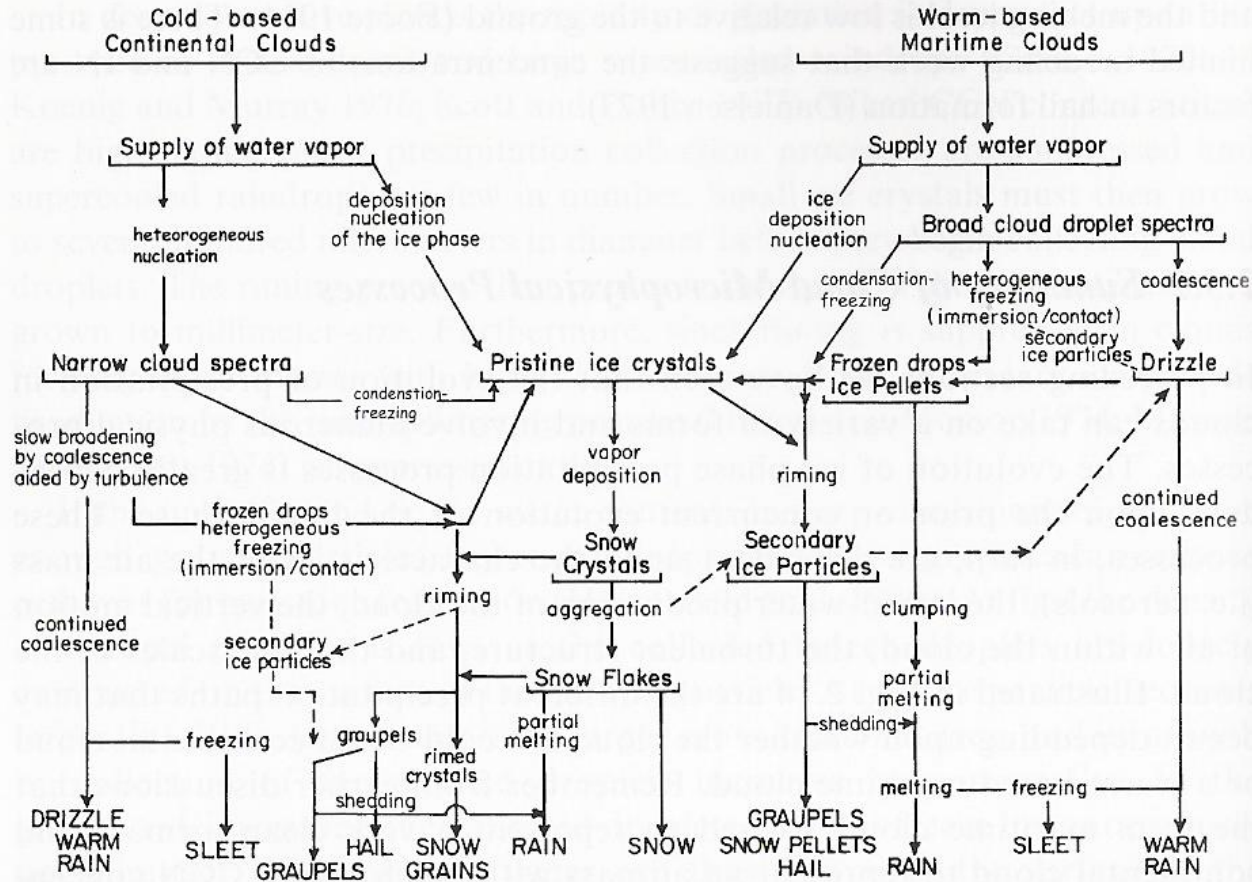 Cold-based
Continental Clouds
Warm-based
Maritime Clouds
Supply of water vapor
Supply of water vapor
heteorogeneous
nucleation
deposition
nucleation
of the ice phase
ice
deposition
nucleation
Broad cloud droplet spectra
condensation-
freezing
heterogeneous
freezing
(immersion/contact)
coalescence
secondary
ice particles
Narrow cloud spectra
Pristine ice crystals
Frozen drops
Ice Pellets
Drizzle
condenstion-
freezing
slow broadening
by coalescence
aided by turbulence
vapor
deposition
riming
continued
coalescence
frozen drops
heterogeneous
freezing
(immersion/contact)
Snow
Crystals
Secondary
Ice Particles
riming
aggregation
clumping
continued
coalescence
secondary
ice particles
Snow Flakes
partial
melting
freezing
graupels
partial
melting
shedding
rimed
crystals
shedding
melting
freezing
DRIZZLE
WARM
RAIN
SLEET
GRAUPELS
HAIL
SNOW
GRAINS
RAIN
SNOW
GRAUPELS
SNOW PELLETS
HAIL
RAIN
SLEET
WARM
RAIN